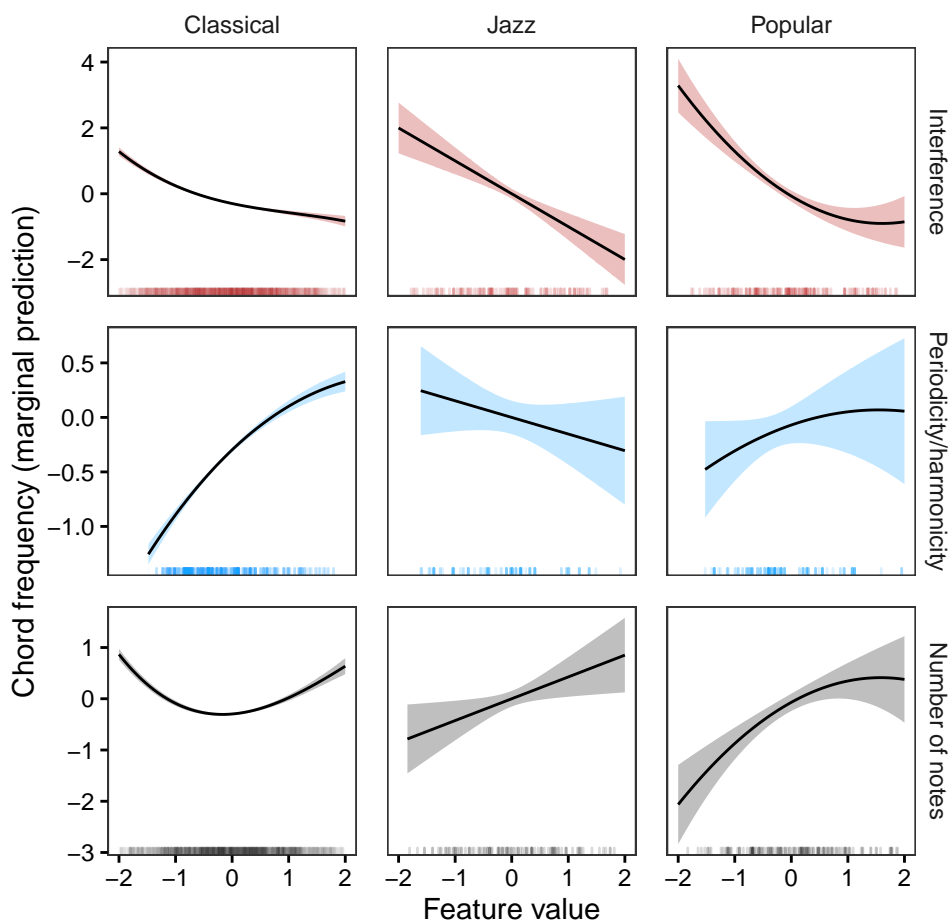 Classical Jazz Popular
4
2
0
−2
Interference
0.5
0.0
−0.5
−1.0
Periodicity/harmonicity
1
0
−1
−2
−3
Number of notes
−2 −1 0 1 2 −2 −1 0 1 2 −2 −1 0 1 2
Feature value
Chord frequency (marginal prediction)